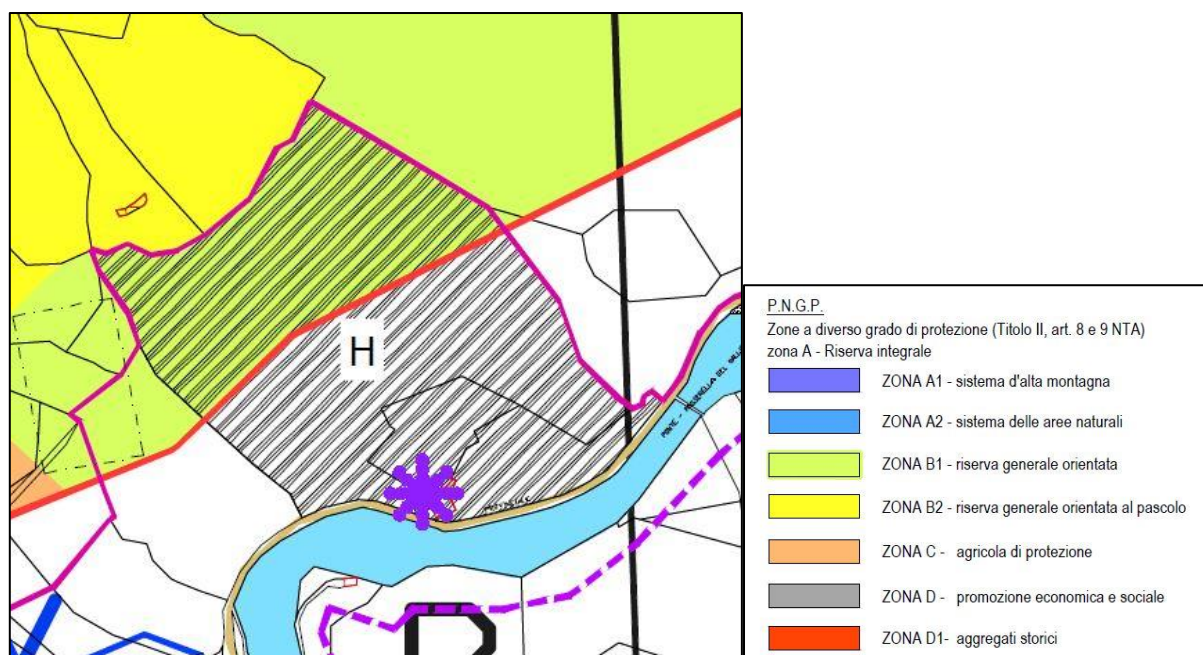 H
P.N.G.P.
Zone a diverso grado di protezione (Titolo II, art. 8 e 9 NTA)
zona A - Riserva integrale
ZONA A1 - sistema d'alta montagna
ZONA A2 - sistema delle aree naturali
ZONA B1 - riserva generale orientata
ZONA B2 - riserva generale orientata al pascolo
ZONA C - agricola di protezione
ZONA D - promozione economica e sociale
ZONA D1- aggregati storici